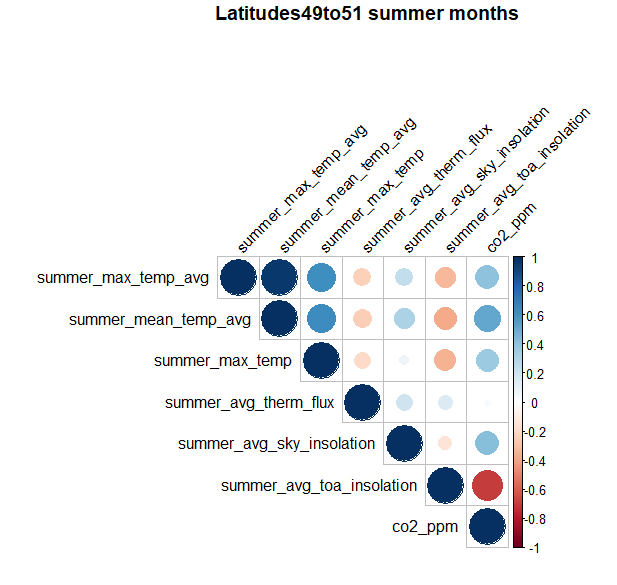 Latitudes49to51 summer months
summer_max_temp_avg
summer_mean_temp_avg
summer_max_temp
summer_avg_therm_flux
summer_avg_sky_insolation
summer_avg_toa_insolation
co2_ppm
summer_max_temp_avg
summer_mean_temp_avg
summer_max_temp
summer_avg_therm_flux
summer_avg_sky_insolation
summer_avg_toa_insolation
co2_ppm
1
0.8
0.6
0.4
0.2
0
-0.2
-0.4
-0.6
-0.8
-1